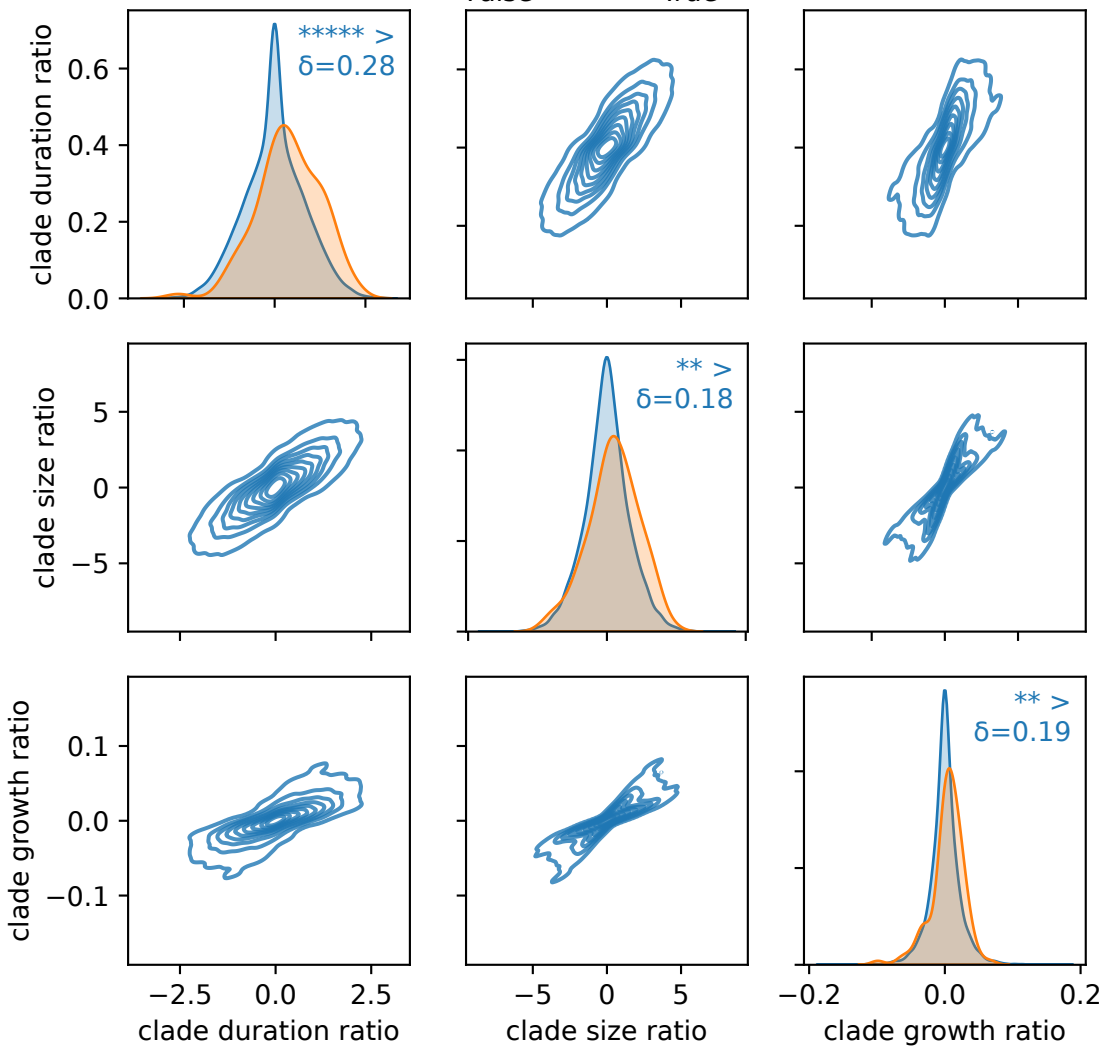 clade duration ratio
0.6
0.4
0.2
0.0
***** >
δ=0.28
clade size ratio
5
0
−5
** >
δ=0.18
clade growth ratio
0.1
0.0
−0.1
** >
δ=0.19
−2.5 0.0 2.5
−5 0 5
−0.2 0.0 0.2
clade duration ratio
clade size ratio
clade growth ratio